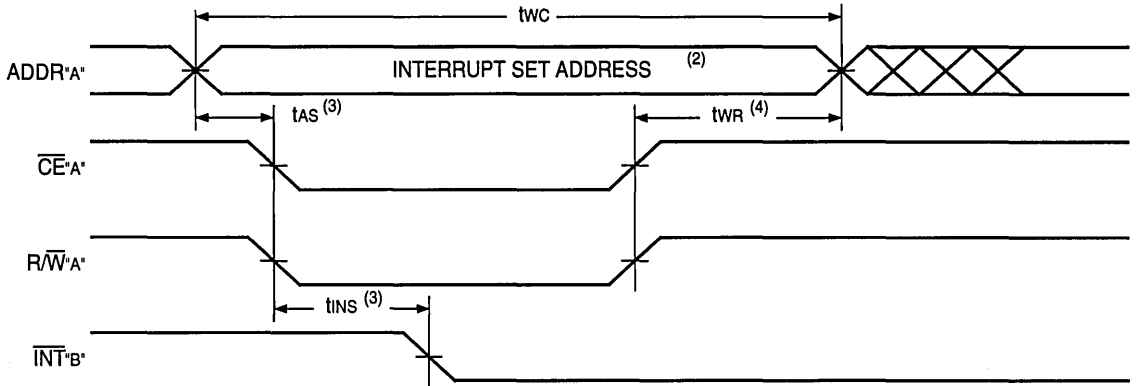 tWC
ADDR"A"
INTERRUPT SET ADDRESS (2)
tAS (3)
tWR (4)
CE"A"
R/W"A"
tINS (3)
INT"B"